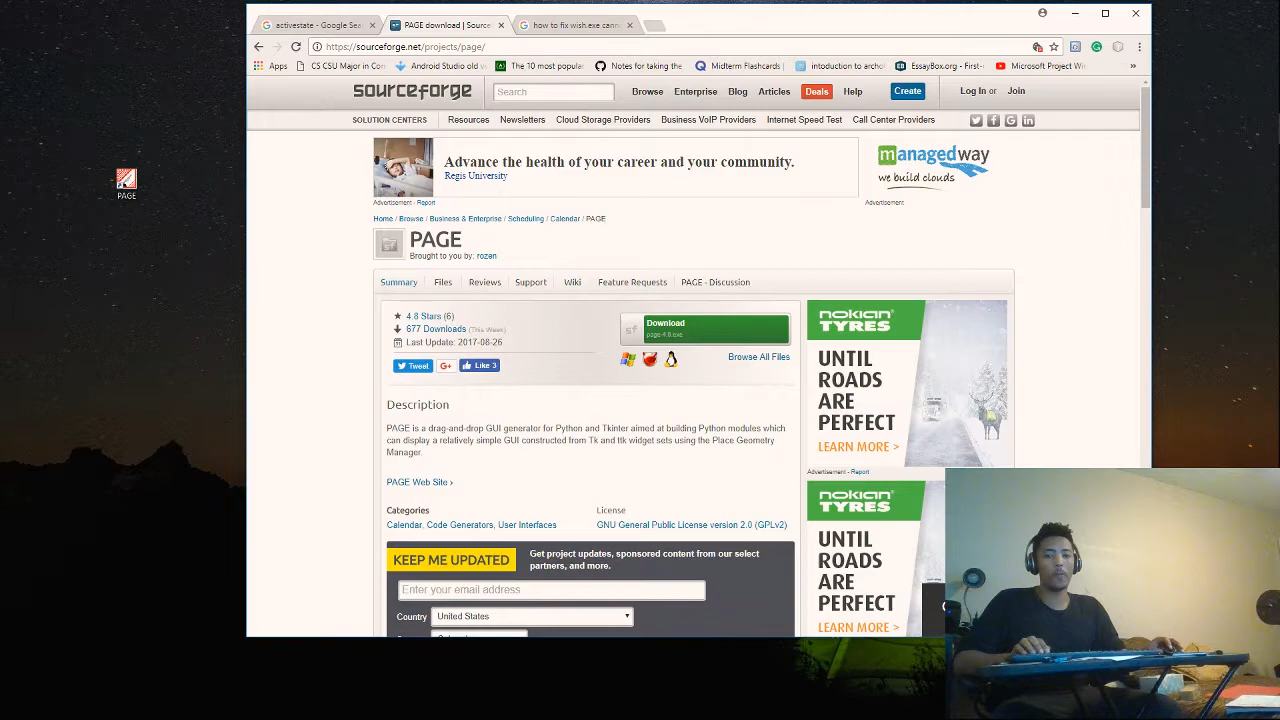 activestate - Google Sea
PAGE download | Source
how to fix wish.exe cann
https://sourceforge.net/projects/page/
Apps
CS CSU Major in Con
Android Studio old v
The 10 most popular
Notes for taking the
Midterm Flashcards |
intoduction to archo
EssayBox.org - First-
Microsoft Project Wi
»
sourceforge
Search
Browse
Enterprise
Blog
Articles
Deals
Help
Create
Log In or Join
SOLUTION CENTERS
Resources
Newsletters
Cloud Storage Providers
Business VoIP Providers
Internet Speed Test
Call Center Providers
Advance the health of your career and your community.
Regis University
Advertisement - Report
managedway
we build clouds
Advertisement
PAGE
Home / Browse / Business & Enterprise / Scheduling / Calendar / PAGE
PAGE
Brought to you by: rozen
Summary
Files
Reviews
Support
Wiki
Feature Requests
PAGE - Discussion
4.8 Stars (6)
677 Downloads (This Week)
Last Update: 2017-08-26
Tweet
G+
Like 3
sf
Download
page-4.9.exe
Browse All Files
Description
PAGE is a drag-and-drop GUI generator for Python and Tkinter aimed at building Python modules which
can display a relatively simple GUI constructed from Tk and ttk widget sets using the Place Geometry
Manager.
PAGE Web Site ›
Categories
Calendar, Code Generators, User Interfaces
License
GNU General Public License version 2.0 (GPLv2)
KEEP ME UPDATED
Get project updates, sponsored content from our select
partners, and more.
Enter your email address
Country
United States
nokian
TYRES
UNTIL
ROADS
ARE
PERFECT
LEARN MORE >
Advertisement - Report
nokian
TYRES
UNTIL
ROADS
ARE
PERFECT
LEARN MORE >